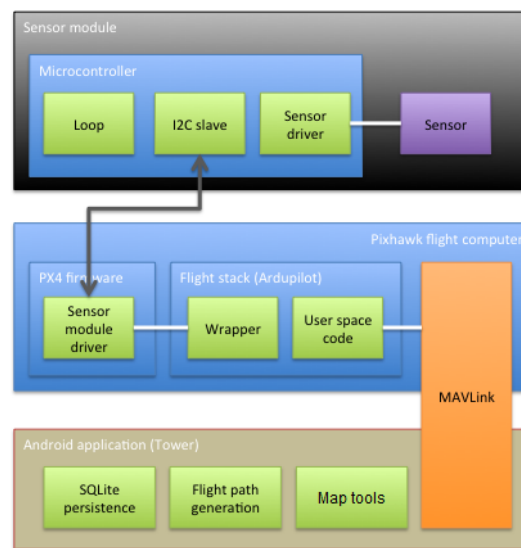 Sensor module
Microcontroller
Loop
I2C slave
Sensor
driver
Sensor
Pixhawk flight computer
PX4 firmware
Flight stack (Ardupilot)
Sensor
module
driver
Wrapper
User space
code
MAVLink
Android application (Tower)
SQLite
persistence
Flight path
generation
Map tools